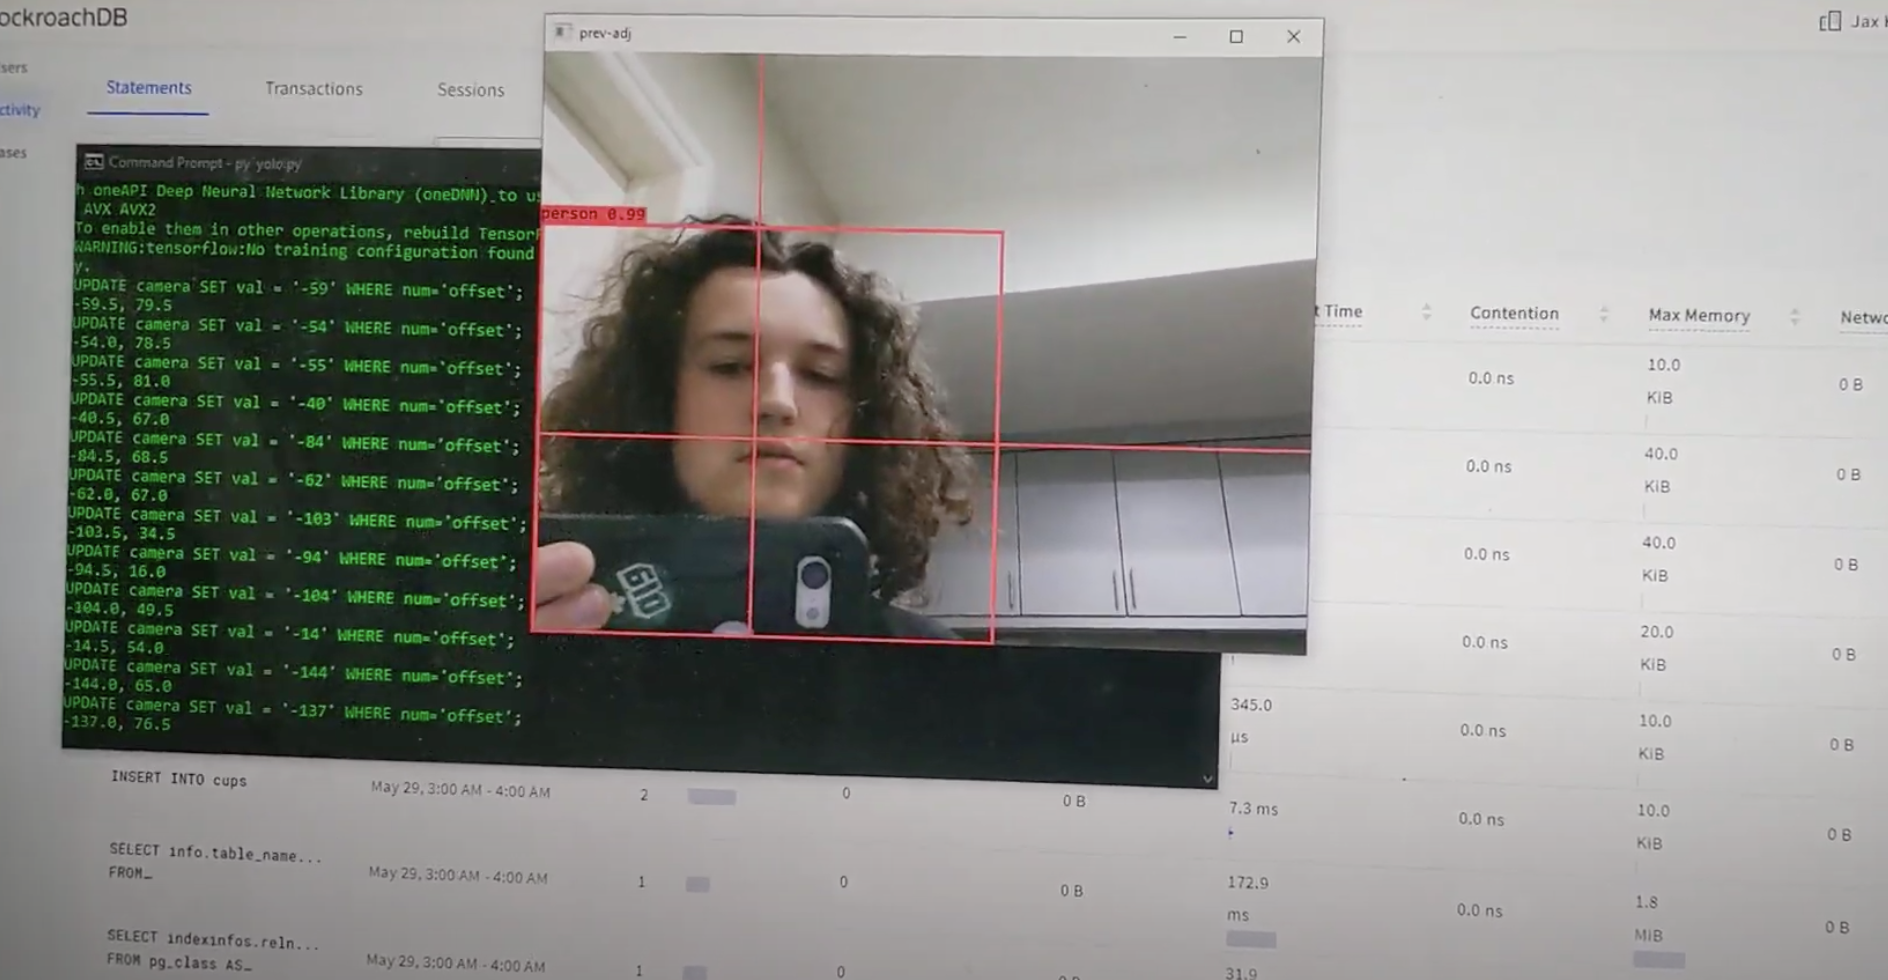 ockroachDB
Jax
sers
ctivity
ases
Statements Transactions Sessions
prev-adj
Command Prompt - py yolo.py
h oneAPI Deep Neural Network Library (oneDNN) to us
AVX AVX2
To enable them in other operations, rebuild Tensor
WARNING:tensorflow:No training configuration found
y.
UPDATE camera SET val = '-59' WHERE num='offset';
-59.5, 79.5
UPDATE camera SET val = '-54' WHERE num='offset';
-54.0, 78.5
UPDATE camera SET val = '-55' WHERE num='offset';
-55.5, 81.0
UPDATE camera SET val = '-40' WHERE num='offset';
-40.5, 67.0
UPDATE camera SET val = '-84' WHERE num='offset';
-84.5, 68.5
UPDATE camera SET val = '-62' WHERE num='offset';
-62.0, 67.0
UPDATE camera SET val = '-103' WHERE num='offset';
-103.5, 34.5
UPDATE camera SET val = '-94' WHERE num='offset';
-94.5, 16.0
UPDATE camera SET val = '-104' WHERE num='offset';
-104.0, 49.5
UPDATE camera SET val = '-14' WHERE num='offset';
-14.5, 54.0
UPDATE camera SET val = '-144' WHERE num='offset';
-144.0, 65.0
UPDATE camera SET val = '-137' WHERE num='offset';
-137.0, 76.5
person 0.99
GIO
t Time Contention Max Memory Netwo
0.0 ns 10.0 KiB 0 B
0.0 ns 40.0 KiB 0 B
0.0 ns 40.0 KiB 0 B
0.0 ns 20.0 KiB 0 B
345.0 µs 0.0 ns 10.0 KiB 0 B
INSERT INTO cups May 29, 3:00 AM - 4:00 AM 2 0 0 B 7.3 ms 0.0 ns 10.0 KiB 0 B
SELECT info.table_name...
FROM_ May 29, 3:00 AM - 4:00 AM 1 0 0 B 172.9 ms 0.0 ns 1.8 MiB 0 B
SELECT indexinfos.reln...
FROM pg_class AS_ May 29, 3:00 AM - 4:00 AM 1 0 31.9